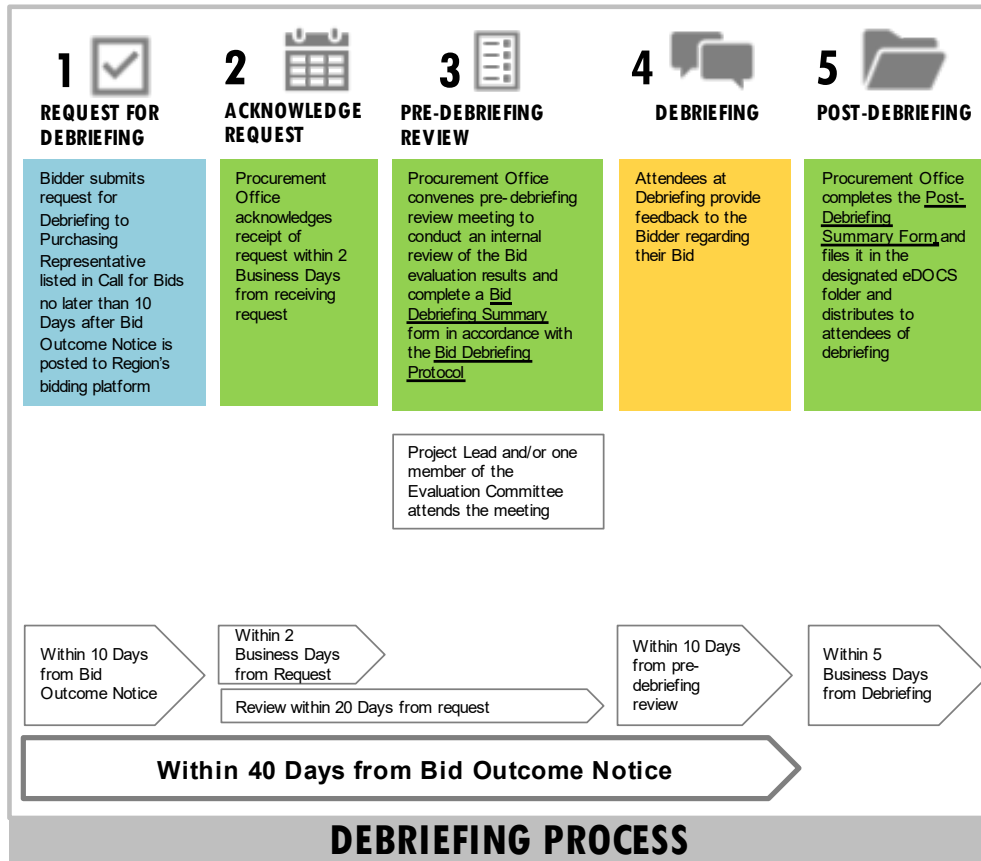 1
REQUEST FOR
DEBRIEFING
2
ACKNOWLEDGE
REQUEST
3
PRE-DEBRIEFING
REVIEW
4
DEBRIEFING
5
POST-DEBRIEFING
Bidder submits
request for
Debriefing to
Purchasing
Representative
listed in Call for Bids
no later than 10
Days after Bid
Outcome Notice is
posted to Region's
bidding platform
Procurement
Office
acknowledges
receipt of
request within 2
Business Days
from receiving
request
Procurement Office
convenes pre-debriefing
review meeting to
conduct an internal
review of the Bid
evaluation results and
complete a Bid
Debriefing Summary
form in accordance with
the Bid Debriefing
Protocol
Attendees at
Debriefing provide
feedback to the
Bidder regarding
their Bid
Procurement Office
completes the Post-
Debriefing
Summary Form and
files it in the
designated eDOCS
folder and
distributes to
attendees of
debriefing
Project Lead and/or one
member of the
Evaluation Committee
attends the meeting
Within 10 Days
from Bid
Outcome Notice
Within 2
Business Days
from Request
Review within 20 Days from request
Within 10 Days
from pre-
debriefing
review
Within 5
Business Days
from Debriefing
Within 40 Days from Bid Outcome Notice
DEBRIEFING PROCESS